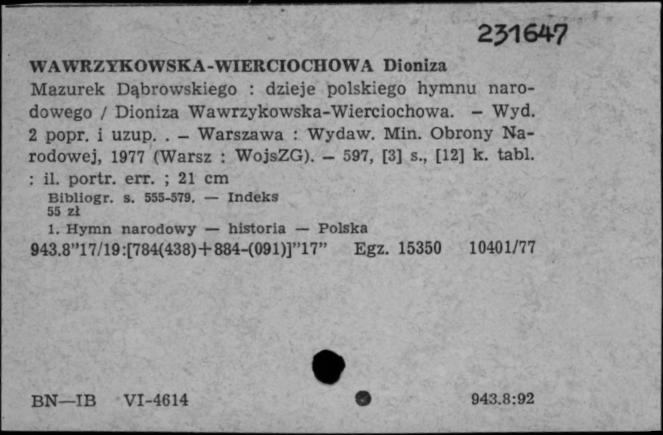 231647
WAWRZYKOWSKA-WIERCIOCHOWA Dioniza
Mazurek Dąbrowskiego : dzieje polskiego hymnu naro-
dowego / Dioniza Wawrzykowska-Wierciochowa. — Wyd.
2 popr. i uzup. . — Warszawa : Wydaw. Min. Obrony Na-
rodowej, 1977 (Warsz : WojsZG). — 597, [3] s., [12] k. tabl.
: il. portr. err. ; 21 cm
Bibliogr. s. 555-579. — Indeks
55 zł
1. Hymn narodowy — historia — Polska
943.8"17/19:[784(438)+884-(091)]"17" Egz. 15350 10401/77
BN—IB VI-4614 943.8:92